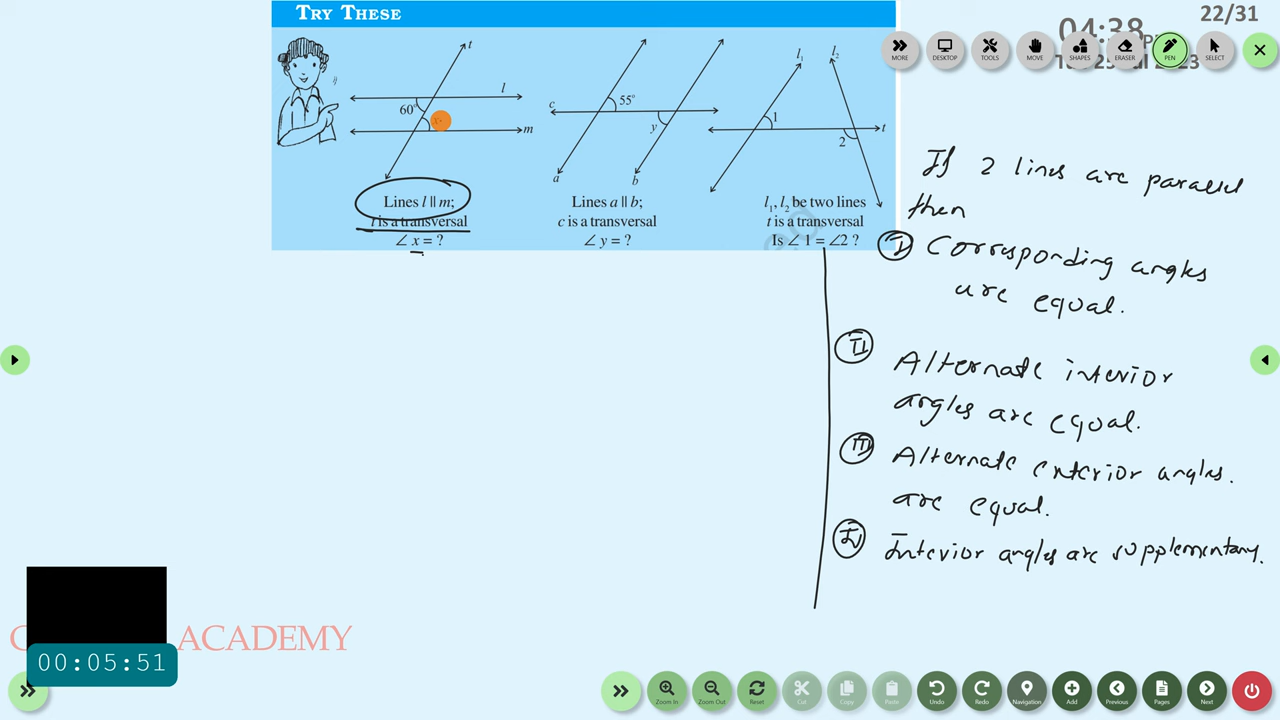 TRY THESE
22/31
04:38
MORE
DESKTOP
TOOLS
MOVE
SHAPES
ERASER
PEN
SELECT
t
l
60°
x
m
c
55°
y
a
b
l₁
l₂
1
2
t
Lines l || m;
t is a transversal
∠ x = ?
Lines a || b;
c is a transversal
∠ y = ?
l₁, l₂ be two lines
t is a transversal
Is ∠ 1 = ∠2 ?
If 2 lines are parallel
then
I Corresponding angles
are equal.
II Alternate interior
angles are equal.
III Alternate exterior angles.
are equal.
IV Interior angles are supplementary.
ACADEMY
00:05:51
Zoom In
Zoom Out
Reset
Cut
Copy
Paste
Undo
Redo
Navigation
Add
Previous
Pages
Next